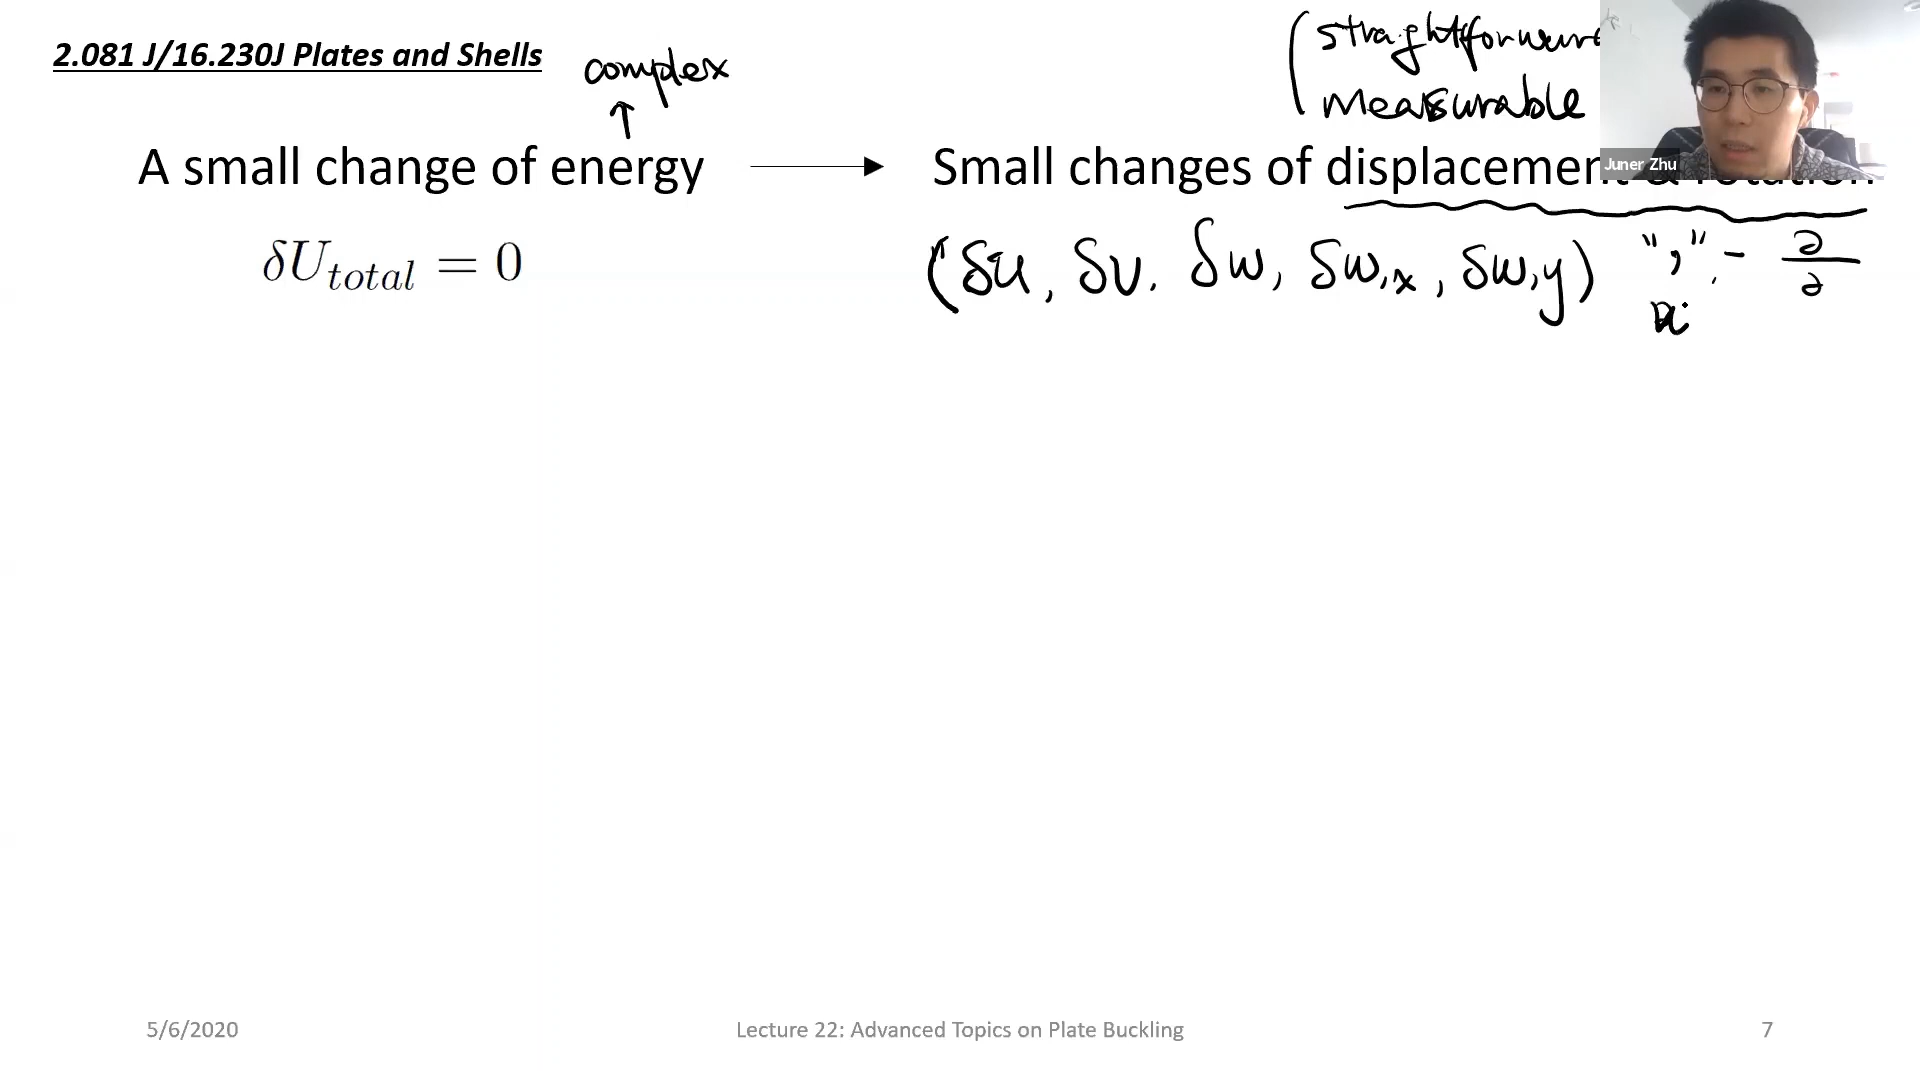 2.081 J/16.230J Plates and Shells
complex
↑
straightforward
measurable
A small change of energy → Small changes of displacement & rotation
Juner Zhu
δU_total = 0
(δu, δv. δw, δw,x, δw,y) "," - ∂/∂
5/6/2020 Lecture 22: Advanced Topics on Plate Buckling 7